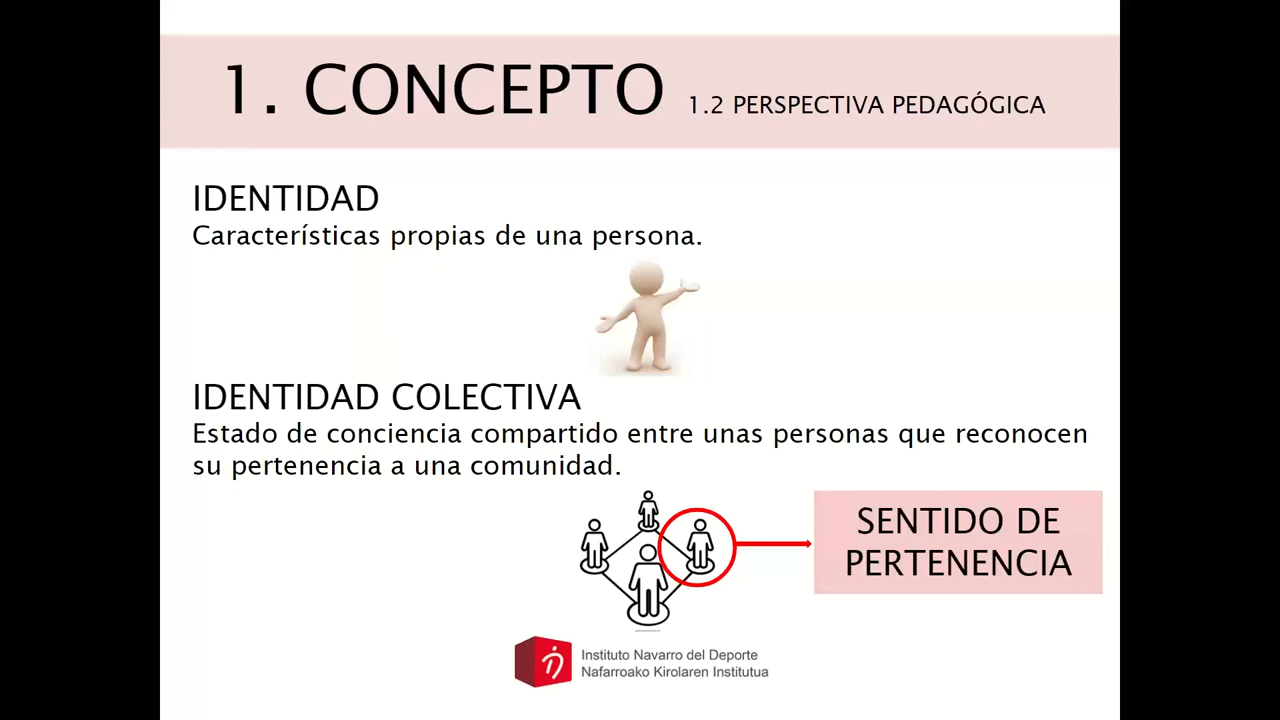 1. CONCEPTO 1.2 PERSPECTIVA PEDAGÓGICA
IDENTIDAD
Características propias de una persona.
IDENTIDAD COLECTIVA
Estado de conciencia compartido entre unas personas que reconocen
su pertenencia a una comunidad.
SENTIDO DE
PERTENENCIA
Instituto Navarro del Deporte
Nafarroako Kirolaren Institutua